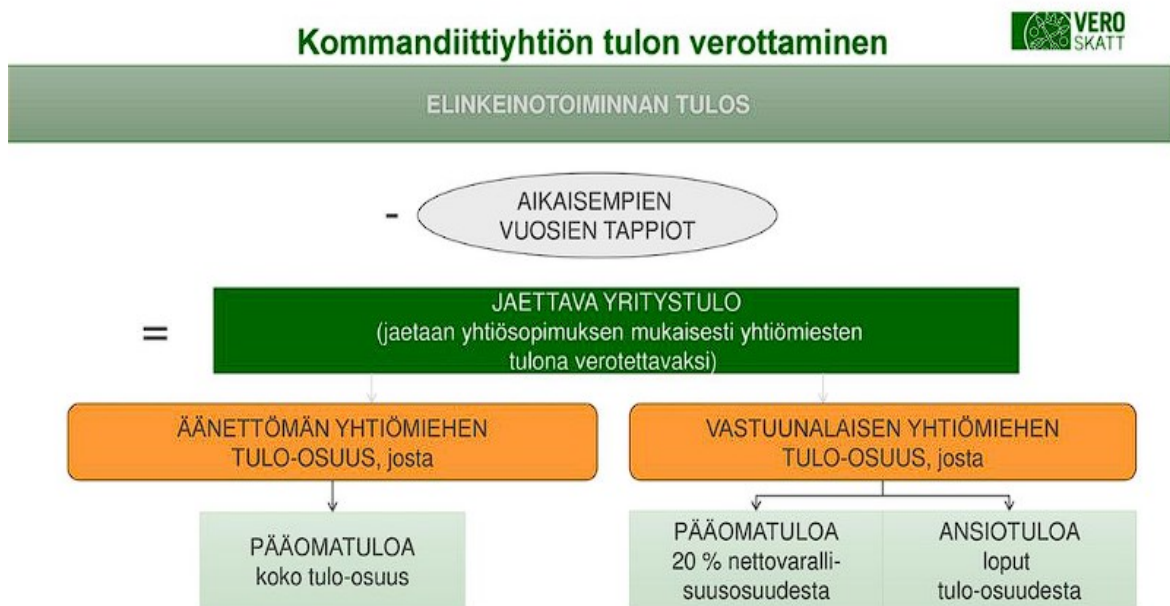 Kommandiittiyhtiön tulon verottaminen
VERO
SKATT
ELINKEINOTOIMINNAN TULOS
-
AIKAISEMPIEN
VUOSIEN TAPPIOT
=
JAETTAVA YRITYSTULO
(jaetaan yhtiösopimuksen mukaisesti yhtiömiesten
tulona verotettavaksi)
ÄÄNETTÖMÄN YHTIÖMIEHEN
TULO-OSUUS, josta
VASTUUNALAISEN YHTIÖMIEHEN
TULO-OSUUS, josta
PÄÄOMATULOA
koko tulo-osuus
PÄÄOMATULOA
20 % nettovaralli-
suusosuudesta
ANSIOTULOA
loput
tulo-osuudesta